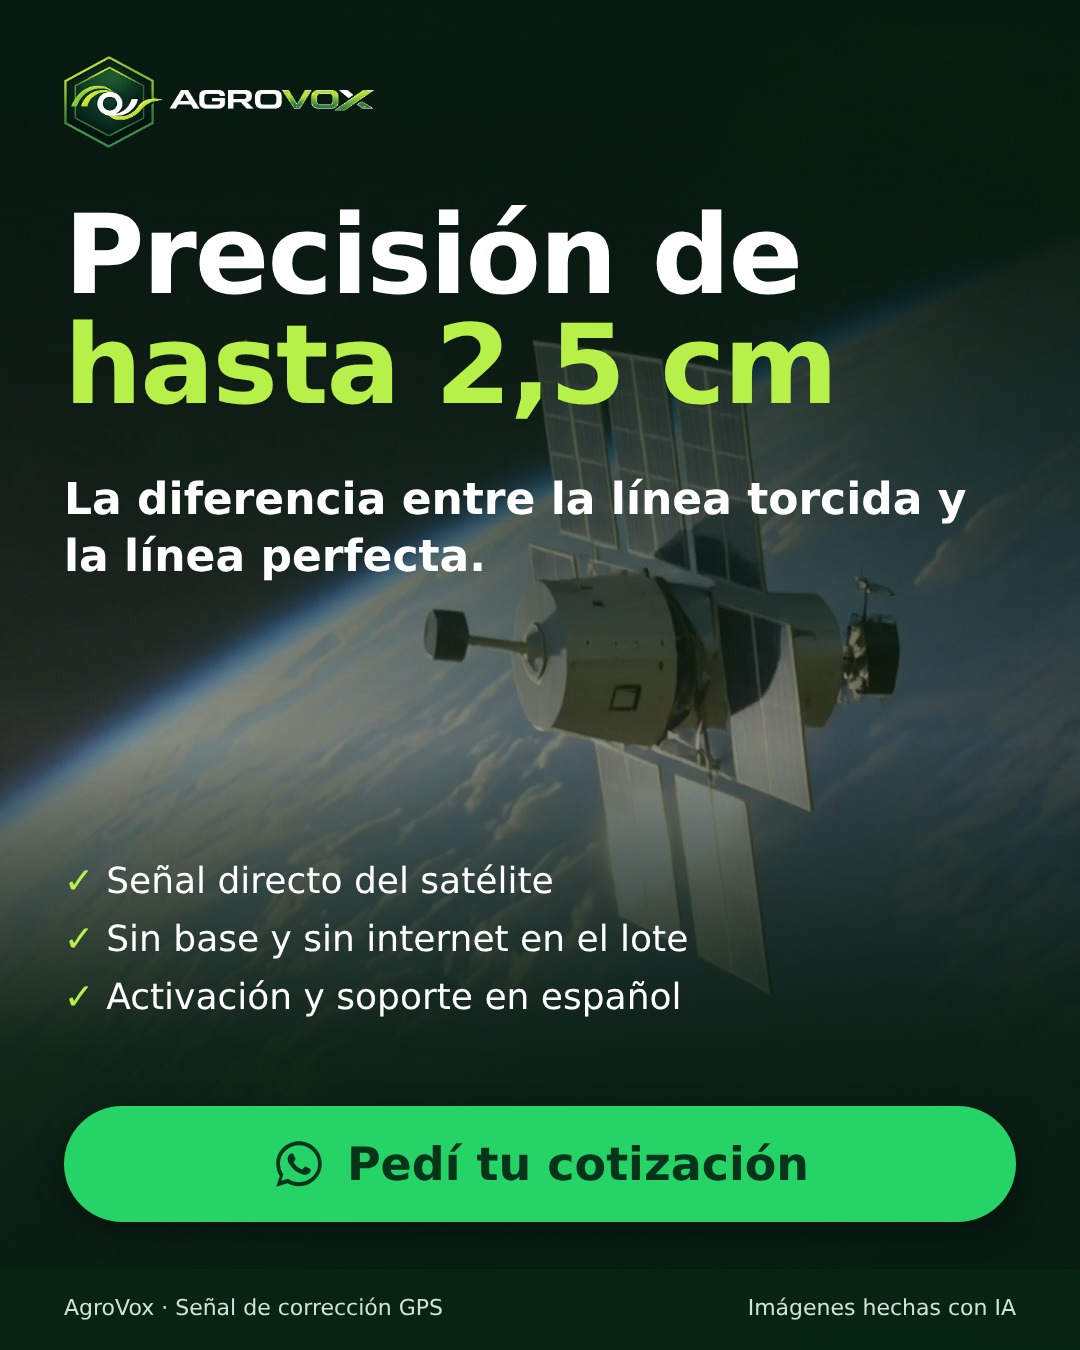 AGROVOX
Precisión de
hasta 2,5 cm
La diferencia entre la línea torcida y
la línea perfecta.
✓ Señal directo del satélite
✓ Sin base y sin internet en el lote
✓ Activación y soporte en español
Pedí tu cotización
AgroVox · Señal de corrección GPS
Imágenes hechas con IA